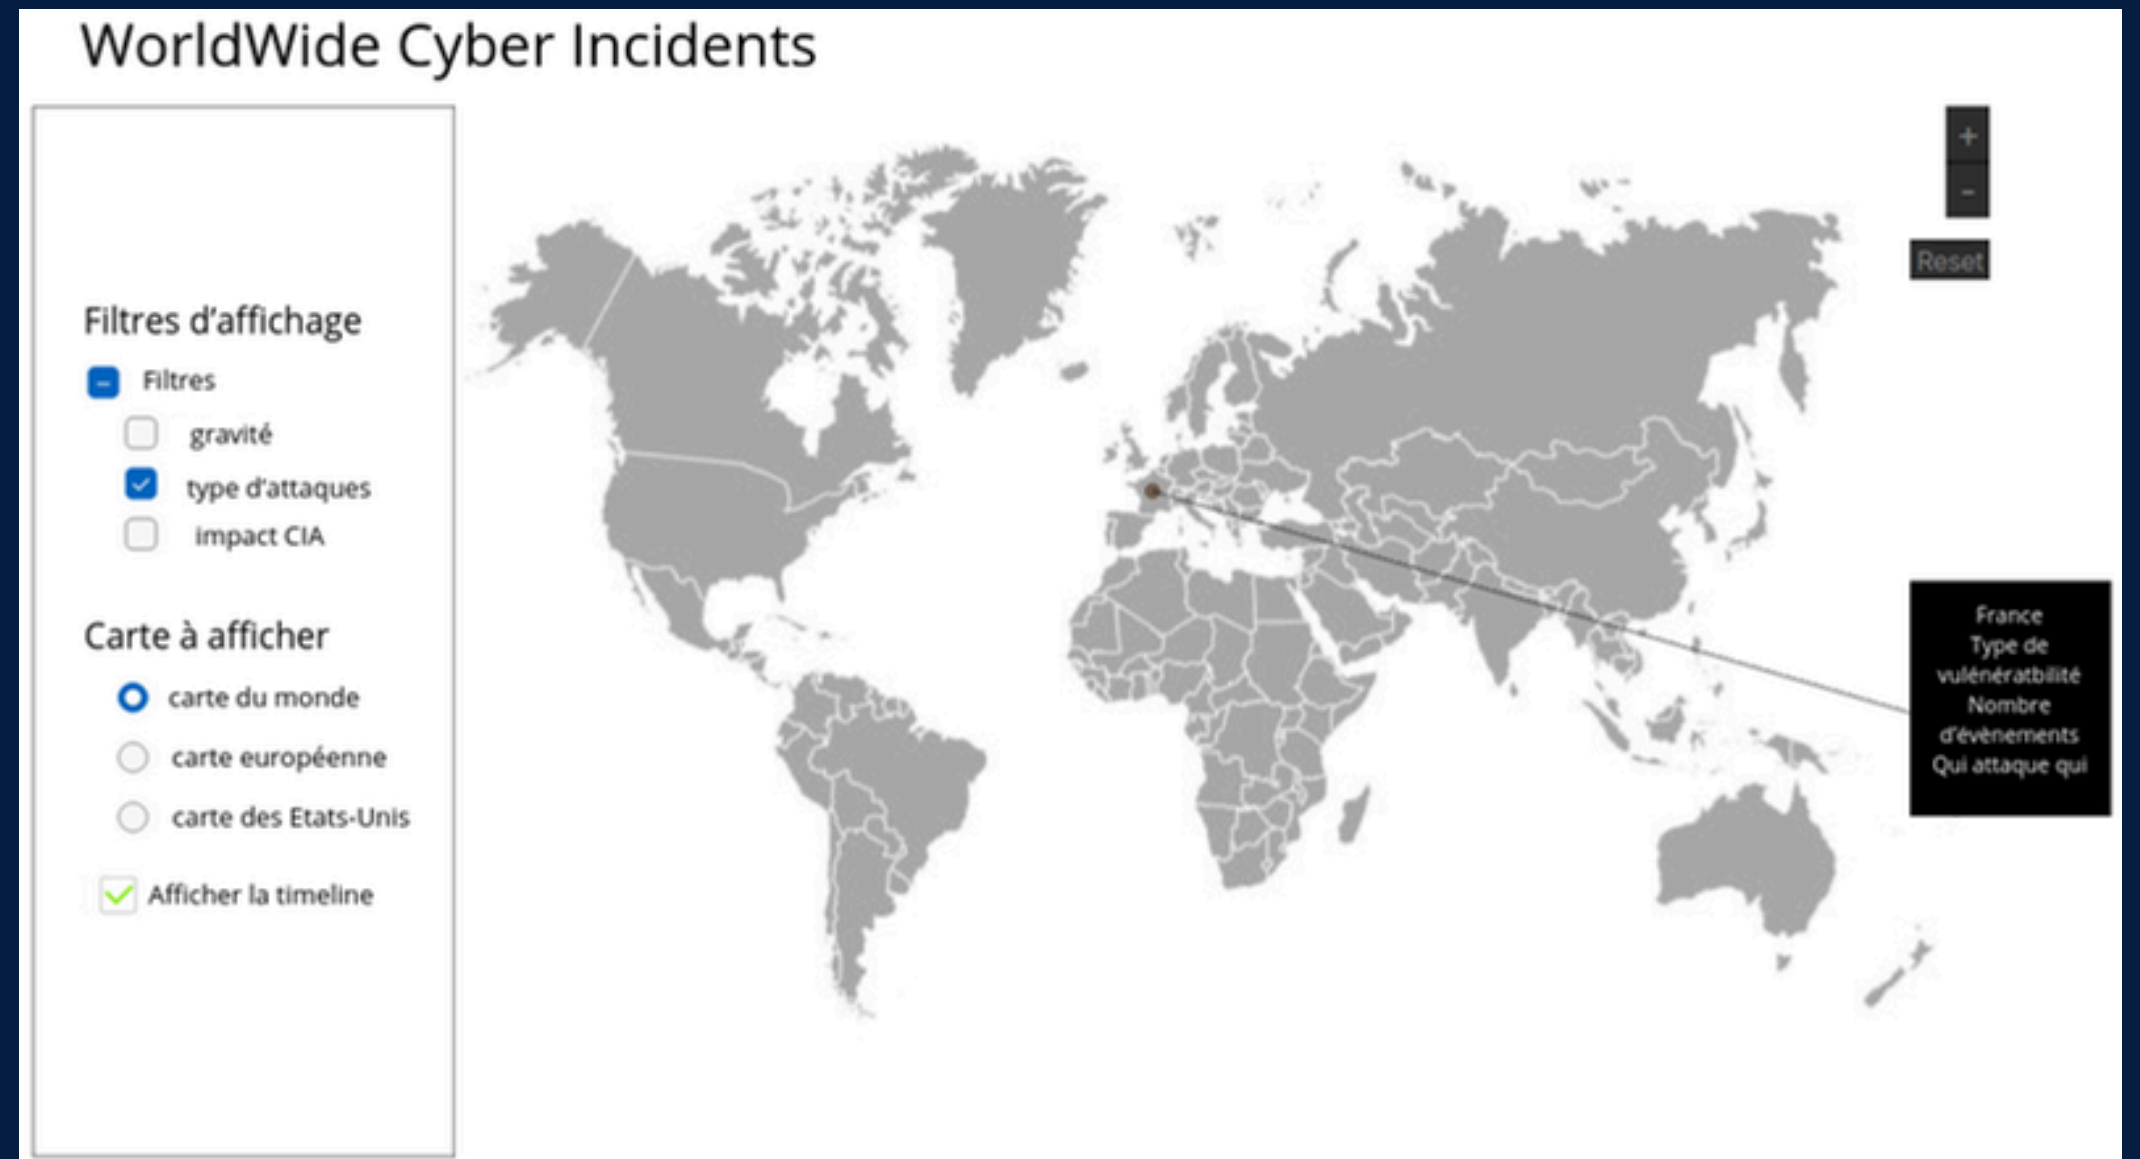 WorldWide Cyber Incidents
+
-
Reset
Filtres d'affichage
Filtres
gravité
type d'attaques
impact CIA
Carte à afficher
carte du monde
carte européenne
carte des Etats-Unis
Afficher la timeline
France
Type de
vulénératbilité
Nombre
d'évènements
Qui attaque qui